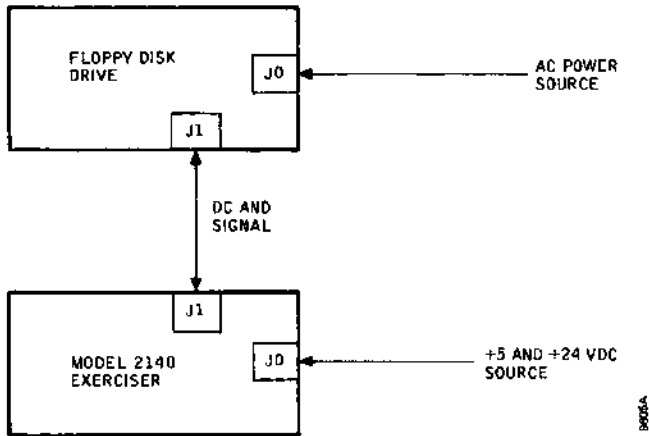 FLOPPY DISK
DRIVE
J0
AC POWER
SOURCE
J1
DC AND
SIGNAL
J1
MODEL 2140
EXERCISER
J0
+5 AND +24 VDC
SOURCE